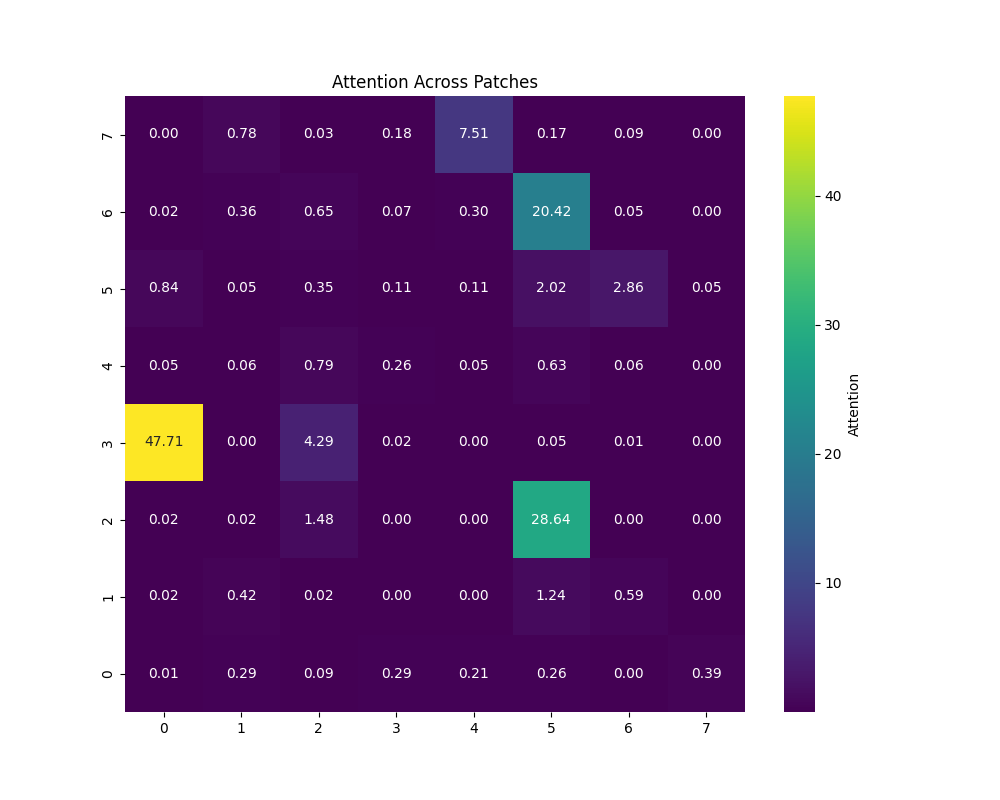 Attention Across Patches
7 0.00 0.78 0.03 0.18 7.51 0.17 0.09 0.00
6 0.02 0.36 0.65 0.07 0.30 20.42 0.05 0.00
5 0.84 0.05 0.35 0.11 0.11 2.02 2.86 0.05
4 0.05 0.06 0.79 0.26 0.05 0.63 0.06 0.00
3 47.71 0.00 4.29 0.02 0.00 0.05 0.01 0.00
2 0.02 0.02 1.48 0.00 0.00 28.64 0.00 0.00
1 0.02 0.42 0.02 0.00 0.00 1.24 0.59 0.00
0 0.01 0.29 0.09 0.29 0.21 0.26 0.00 0.39
0 1 2 3 4 5 6 7
40
30
20
10
Attention